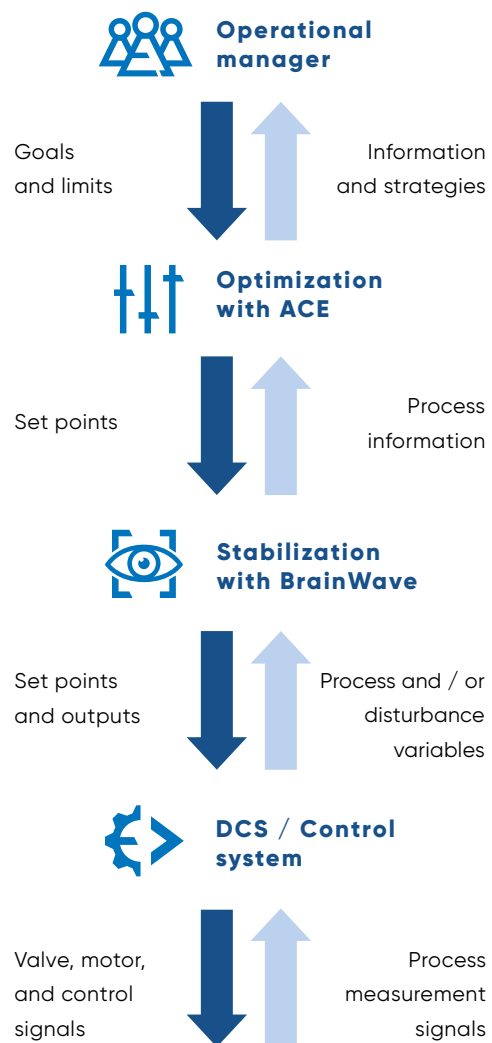 Operational
manager
Goals
and limits
Information
and strategies
Optimization
with ACE
Set points
Process
information
Stabilization
with BrainWave
Set points
and outputs
Process and / or
disturbance
variables
DCS / Control
system
Valve, motor,
and control
signals
Process
measurement
signals